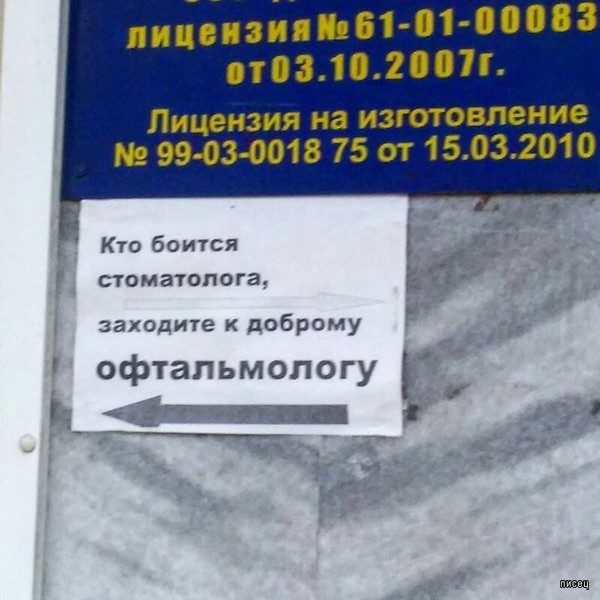 лицензия№61-01-00083
от03.10.2007г.
Лицензия на изготовление
№ 99-03-0018 75 от 15.03.2010
Кто боится
стоматолога,
заходите к доброму
офтальмологу
писец